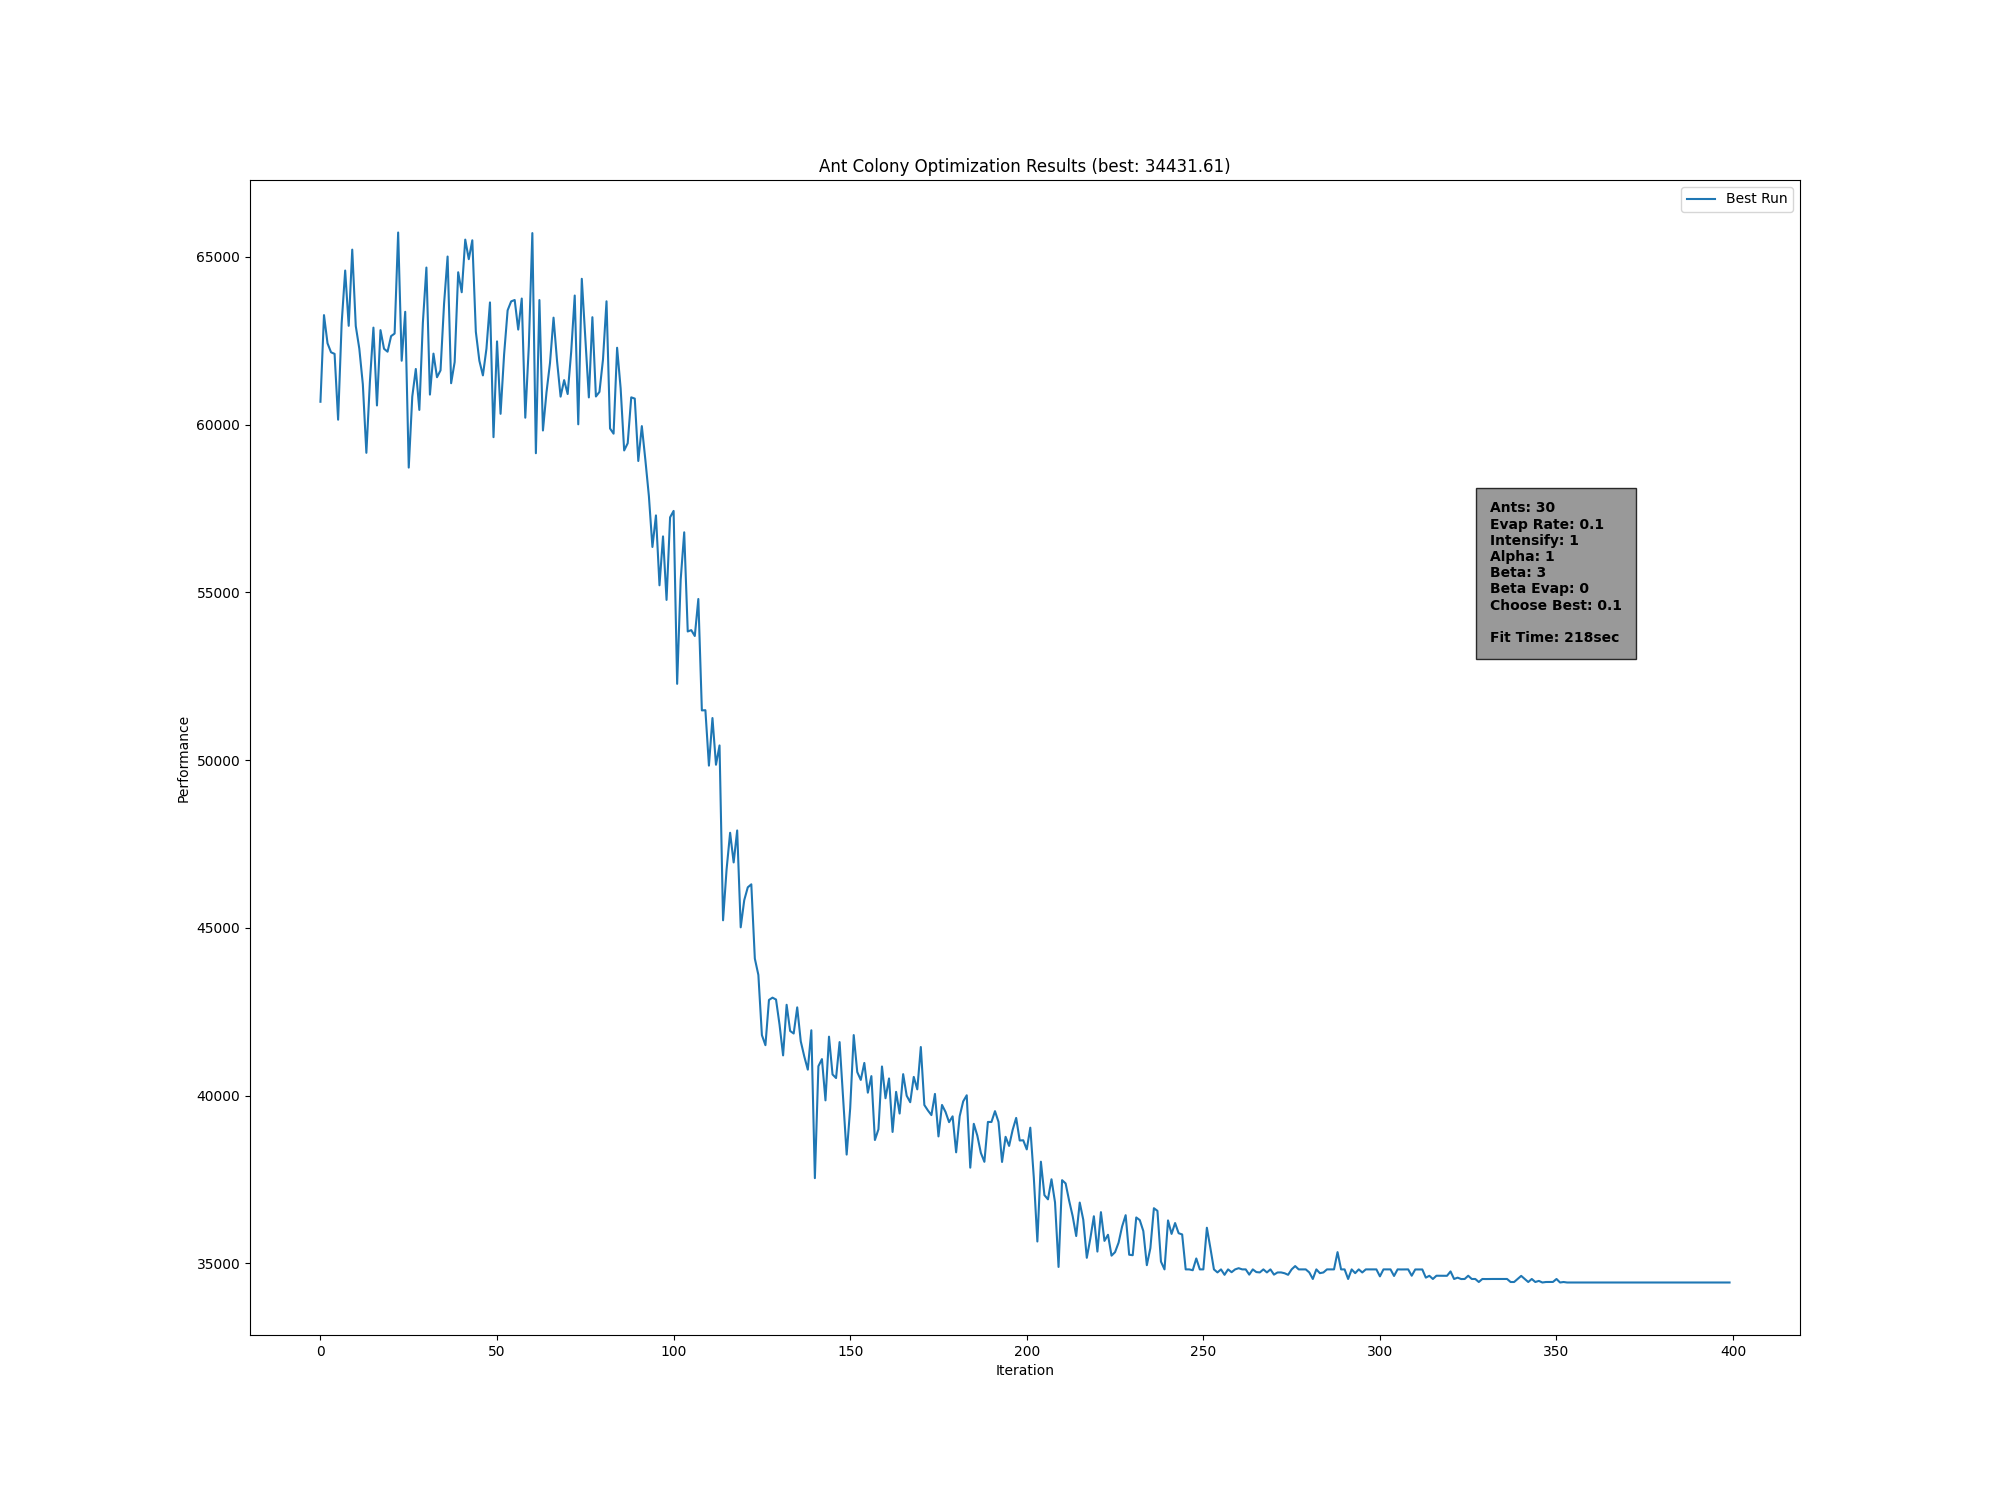 Ant Colony Optimization Results (best: 34431.61)
Best Run
65000
60000
55000
50000
45000
40000
35000
Performance
Ants: 30
Evap Rate: 0.1
Intensify: 1
Alpha: 1
Beta: 3
Beta Evap: 0
Choose Best: 0.1
Fit Time: 218sec
0 50 100 150 200 250 300 350 400
Iteration